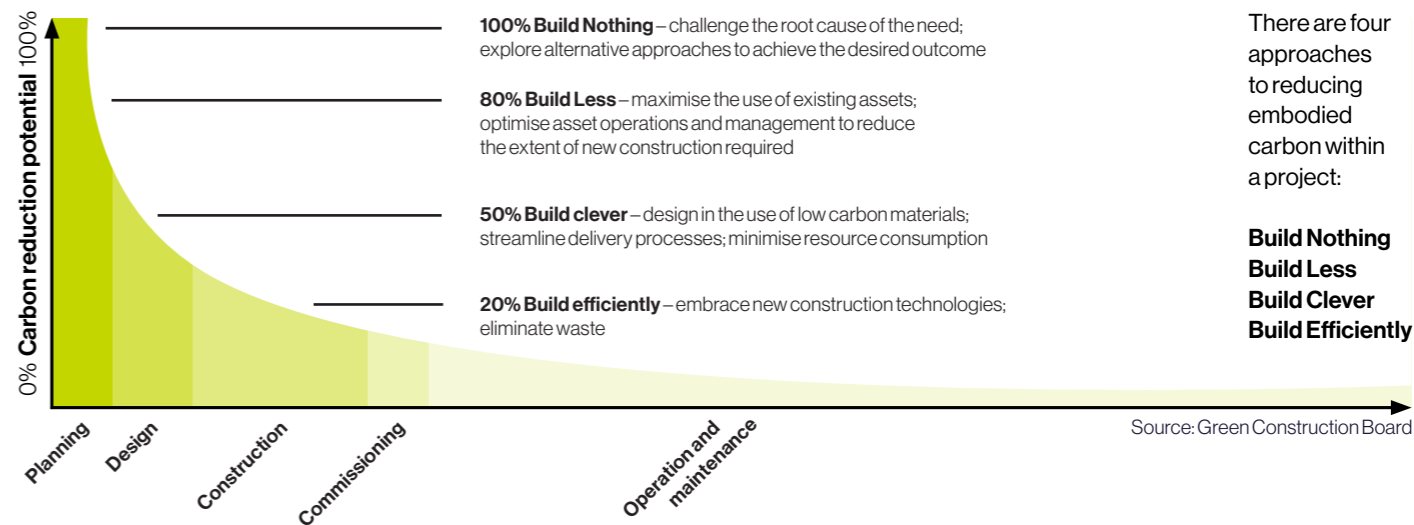 0% Carbon reduction potential 100%
100% Build Nothing – challenge the root cause of the need;
explore alternative approaches to achieve the desired outcome
80% Build Less – maximise the use of existing assets;
optimise asset operations and management to reduce
the extent of new construction required
50% Build clever – design in the use of low carbon materials;
streamline delivery processes; minimise resource consumption
20% Build efficiently – embrace new construction technologies;
eliminate waste
There are four
approaches
to reducing
embodied
carbon within
a project:
Build Nothing
Build Less
Build Clever
Build Efficiently
Planning
Design
Construction
Commissioning
Operation and
maintenance
Source: Green Construction Board